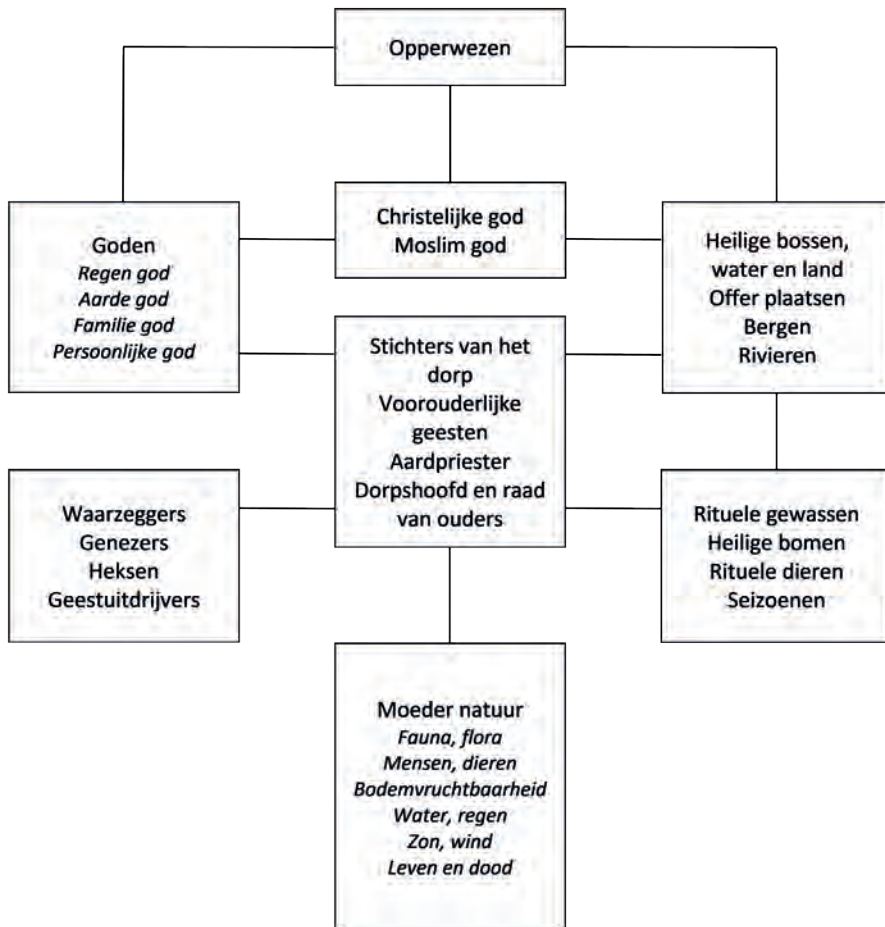 Opperwezen
Christelijke god
Moslim god
Goden
Regen god
Aarde god
Familie god
Persoonlijke god
Heilige bossen,
water en land
Offer plaatsen
Bergen
Rivieren
Stichters van het
dorp
Voorouderlijke
geesten
Aardpriester
Dorpshoofd en raad
van ouders
Waarzeggers
Genezers
Heksen
Geestuitdrijvers
Rituele gewassen
Heilige bomen
Rituele dieren
Seizoenen
Moeder natuur
Fauna, flora
Mensen, dieren
Bodemvruchtbaarheid
Water, regen
Zon, wind
Leven en dood